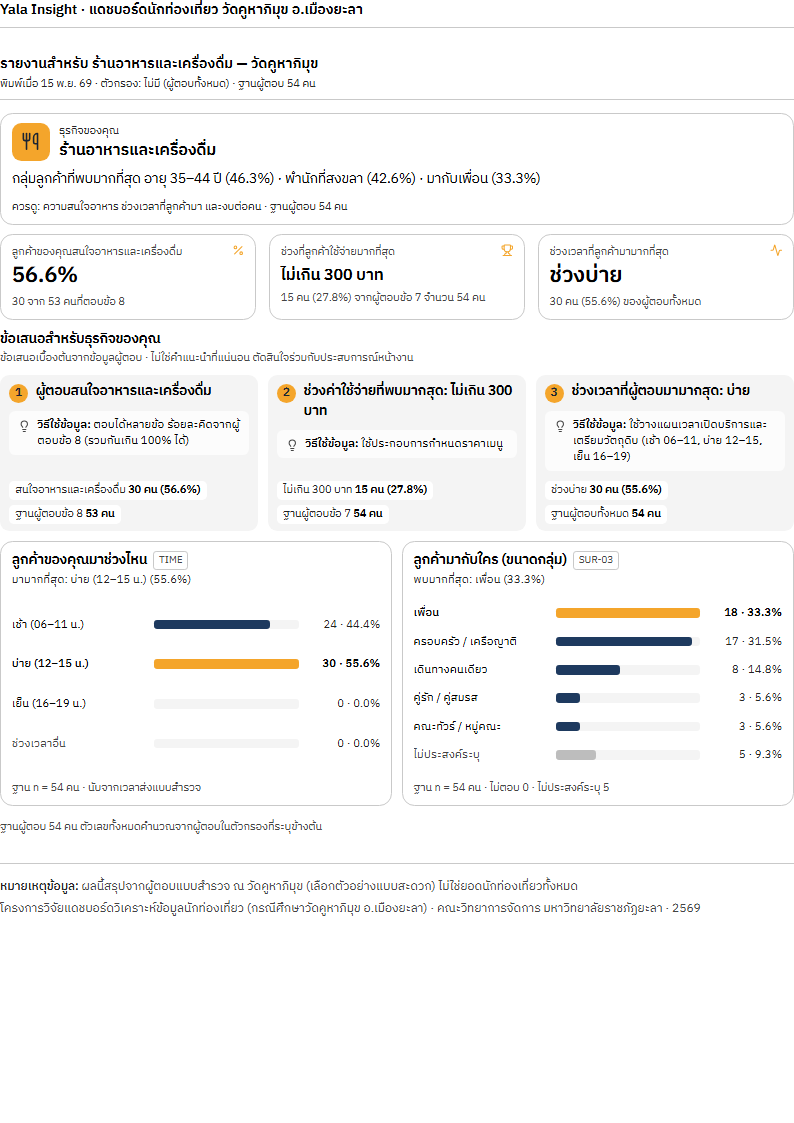 Yala Insight · แดชบอร์ดนักท่องเที่ยว วัดคูหาภิมุข อ.เมืองยะลา
รายงานสำหรับ ร้านอาหารและเครื่องดื่ม — วัดคูหาภิมุข
พิมพ์เมื่อ 15 พ.ย. 69 · ตัวกรอง: ไม่มี (ผู้ตอบทั้งหมด) · ฐานผู้ตอบ 54 คน
ธุรกิจของคุณ
ร้านอาหารและเครื่องดื่ม
กลุ่มลูกค้าที่พบมากที่สุด อายุ 35–44 ปี (46.3%) · พำนักที่สงขลา (42.6%) · มากับเพื่อน (33.3%)
ควรดู: ความสนใจอาหาร ช่วงเวลาที่ลูกค้ามา และงบต่อคน · ฐานผู้ตอบ 54 คน
ลูกค้าของคุณสนใจอาหารและเครื่องดื่ม
56.6%
30 จาก 53 คนที่ตอบข้อ 8
ช่วงที่ลูกค้าใช้จ่ายมากที่สุด
ไม่เกิน 300 บาท
15 คน (27.8%) จากผู้ตอบข้อ 7 จำนวน 54 คน
ช่วงเวลาที่ลูกค้ามามากที่สุด
ช่วงบ่าย
30 คน (55.6%) ของผู้ตอบทั้งหมด
ข้อเสนอสำหรับธุรกิจของคุณ
ข้อเสนอเบื้องต้นจากข้อมูลผู้ตอบ · ไม่ใช่คำแนะนำที่แน่นอน ตัดสินใจร่วมกับประสบการณ์หน้างาน
1 ผู้ตอบสนใจอาหารและเครื่องดื่ม
วิธีใช้ข้อมูล: ตอบได้หลายข้อ ร้อยละคิดจากผู้
ตอบข้อ 8 (รวมกันเกิน 100% ได้)
สนใจอาหารและเครื่องดื่ม 30 คน (56.6%)
ฐานผู้ตอบข้อ 8 53 คน
2 ช่วงค่าใช้จ่ายที่พบมากสุด: ไม่เกิน 300
บาท
วิธีใช้ข้อมูล: ใช้ประกอบการกำหนดราคาเมนู
ไม่เกิน 300 บาท 15 คน (27.8%)
ฐานผู้ตอบข้อ 7 54 คน
3 ช่วงเวลาที่ผู้ตอบมามากสุด: บ่าย
วิธีใช้ข้อมูล: ใช้วางแผนเวลาเปิดบริการและ
เตรียมวัตถุดิบ (เช้า 06–11, บ่าย 12–15,
เย็น 16–19)
ช่วงบ่าย 30 คน (55.6%)
ฐานผู้ตอบทั้งหมด 54 คน
ลูกค้าของคุณมาช่วงไหน TIME
มามากที่สุด: บ่าย (12–15 น.) (55.6%)
เช้า (06–11 น.) 24 · 44.4%
บ่าย (12–15 น.) 30 · 55.6%
เย็น (16–19 น.) 0 · 0.0%
ช่วงเวลาอื่น 0 · 0.0%
ฐาน n = 54 คน · นับจากเวลาส่งแบบสำรวจ
ลูกค้ามากับใคร (ขนาดกลุ่ม) SUR-03
พบมากที่สุด: เพื่อน (33.3%)
เพื่อน 18 · 33.3%
ครอบครัว / เครือญาติ 17 · 31.5%
เดินทางคนเดียว 8 · 14.8%
คู่รัก / คู่สมรส 3 · 5.6%
คณะทัวร์ / หมู่คณะ 3 · 5.6%
ไม่ประสงค์ระบุ 5 · 9.3%
ฐาน n = 54 คน · ไม่ตอบ 0 · ไม่ประสงค์ระบุ 5
ฐานผู้ตอบ 54 คน ตัวเลขทั้งหมดคำนวณจากผู้ตอบในตัวกรองที่ระบุข้างต้น
หมายเหตุข้อมูล: ผลนี้สรุปจากผู้ตอบแบบสำรวจ ณ วัดคูหาภิมุข (เลือกตัวอย่างแบบสะดวก) ไม่ใช่ยอดนักท่องเที่ยวทั้งหมด
โครงการวิจัยแดชบอร์ดวิเคราะห์ข้อมูลนักท่องเที่ยว (กรณีศึกษาวัดคูหาภิมุข อ.เมืองยะลา) · คณะวิทยาการจัดการ มหาวิทยาลัยราชภัฏยะลา · 2569